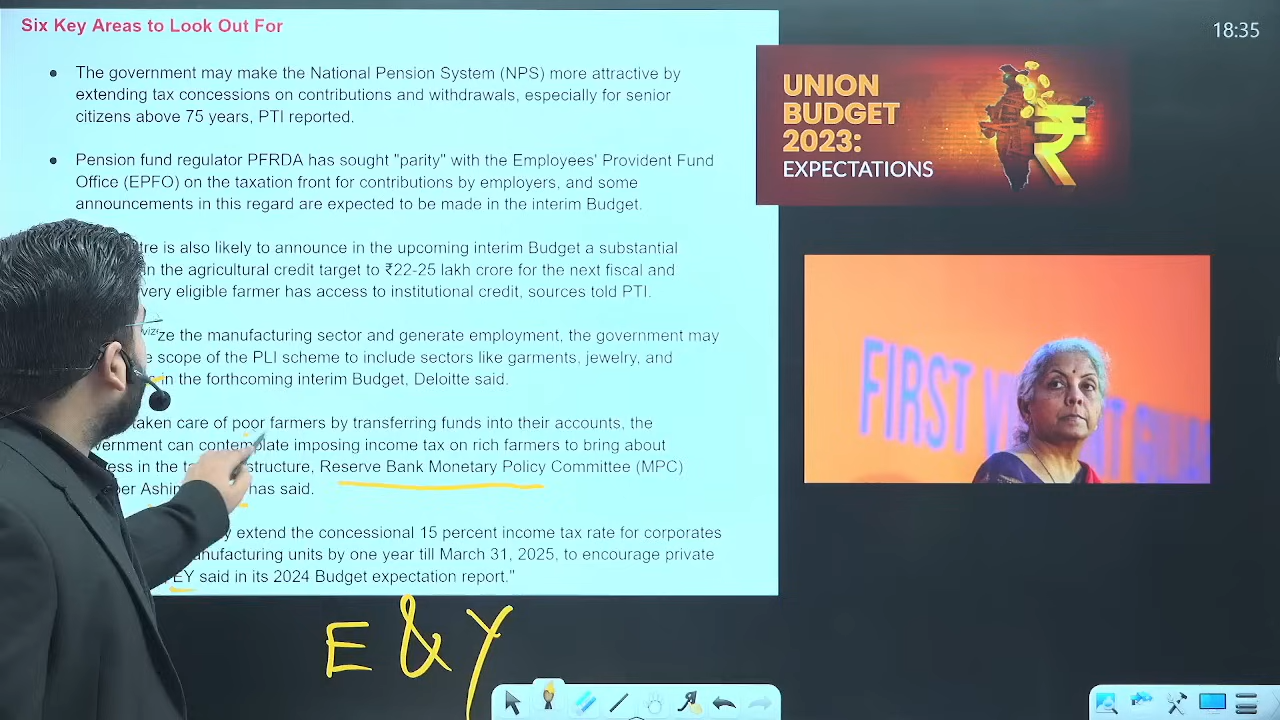 Six Key Areas to Look Out For
18:35
• The government may make the National Pension System (NPS) more attractive by
extending tax concessions on contributions and withdrawals, especially for senior
citizens above 75 years, PTI reported.
• Pension fund regulator PFRDA has sought "parity" with the Employees' Provident Fund
Office (EPFO) on the taxation front for contributions by employers, and some
announcements in this regard are expected to be made in the interim Budget.
is also likely to announce in the upcoming interim Budget a substantial
in the agricultural credit target to ₹22-25 lakh crore for the next fiscal and
eligible farmer has access to institutional credit, sources told PTI.
the manufacturing sector and generate employment, the government may
scope of the PLI scheme to include sectors like garments, jewelry, and
in the forthcoming interim Budget, Deloitte said.
taken care of poor farmers by transferring funds into their accounts, the
can contemplate imposing income tax on rich farmers to bring about
in the structure, Reserve Bank Monetary Policy Committee (MPC)
has said.
extend the concessional 15 percent income tax rate for corporates
units by one year till March 31, 2025, to encourage private
EY said in its 2024 Budget expectation report."
E & Y
UNION
BUDGET
2023:
EXPECTATIONS
FIRST